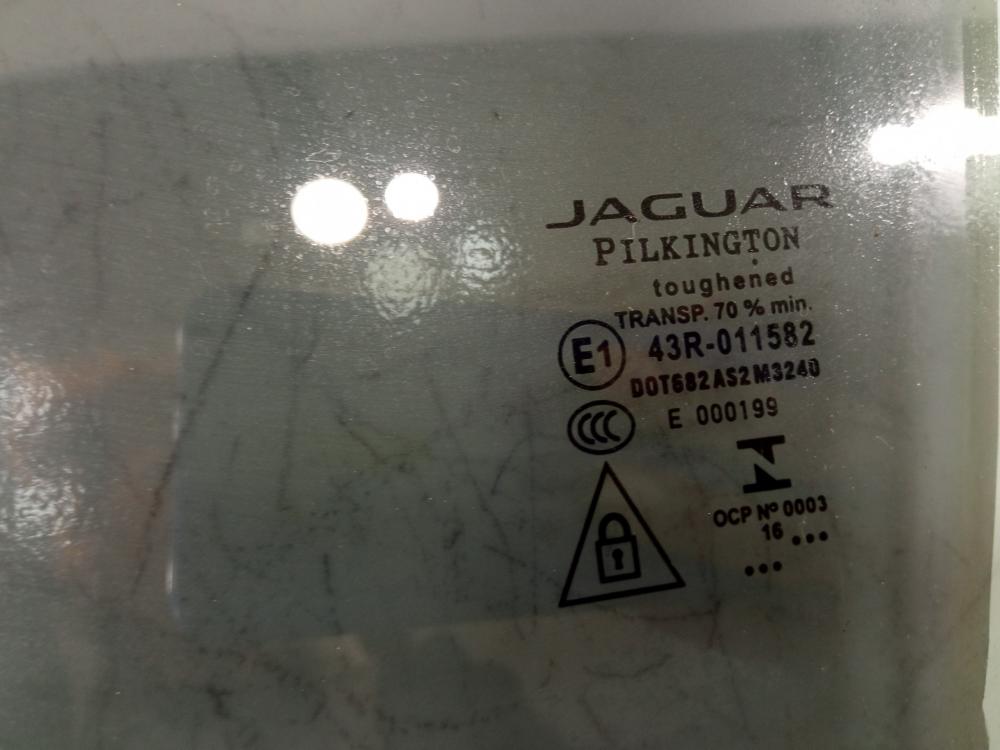 JAGUAR
PILKINGTON
toughened
TRANSP. 70 % min.
E1 43R-011582
DOT682AS2M3240
CCC E 000199
OCP Nº 0003
16 •••
•••